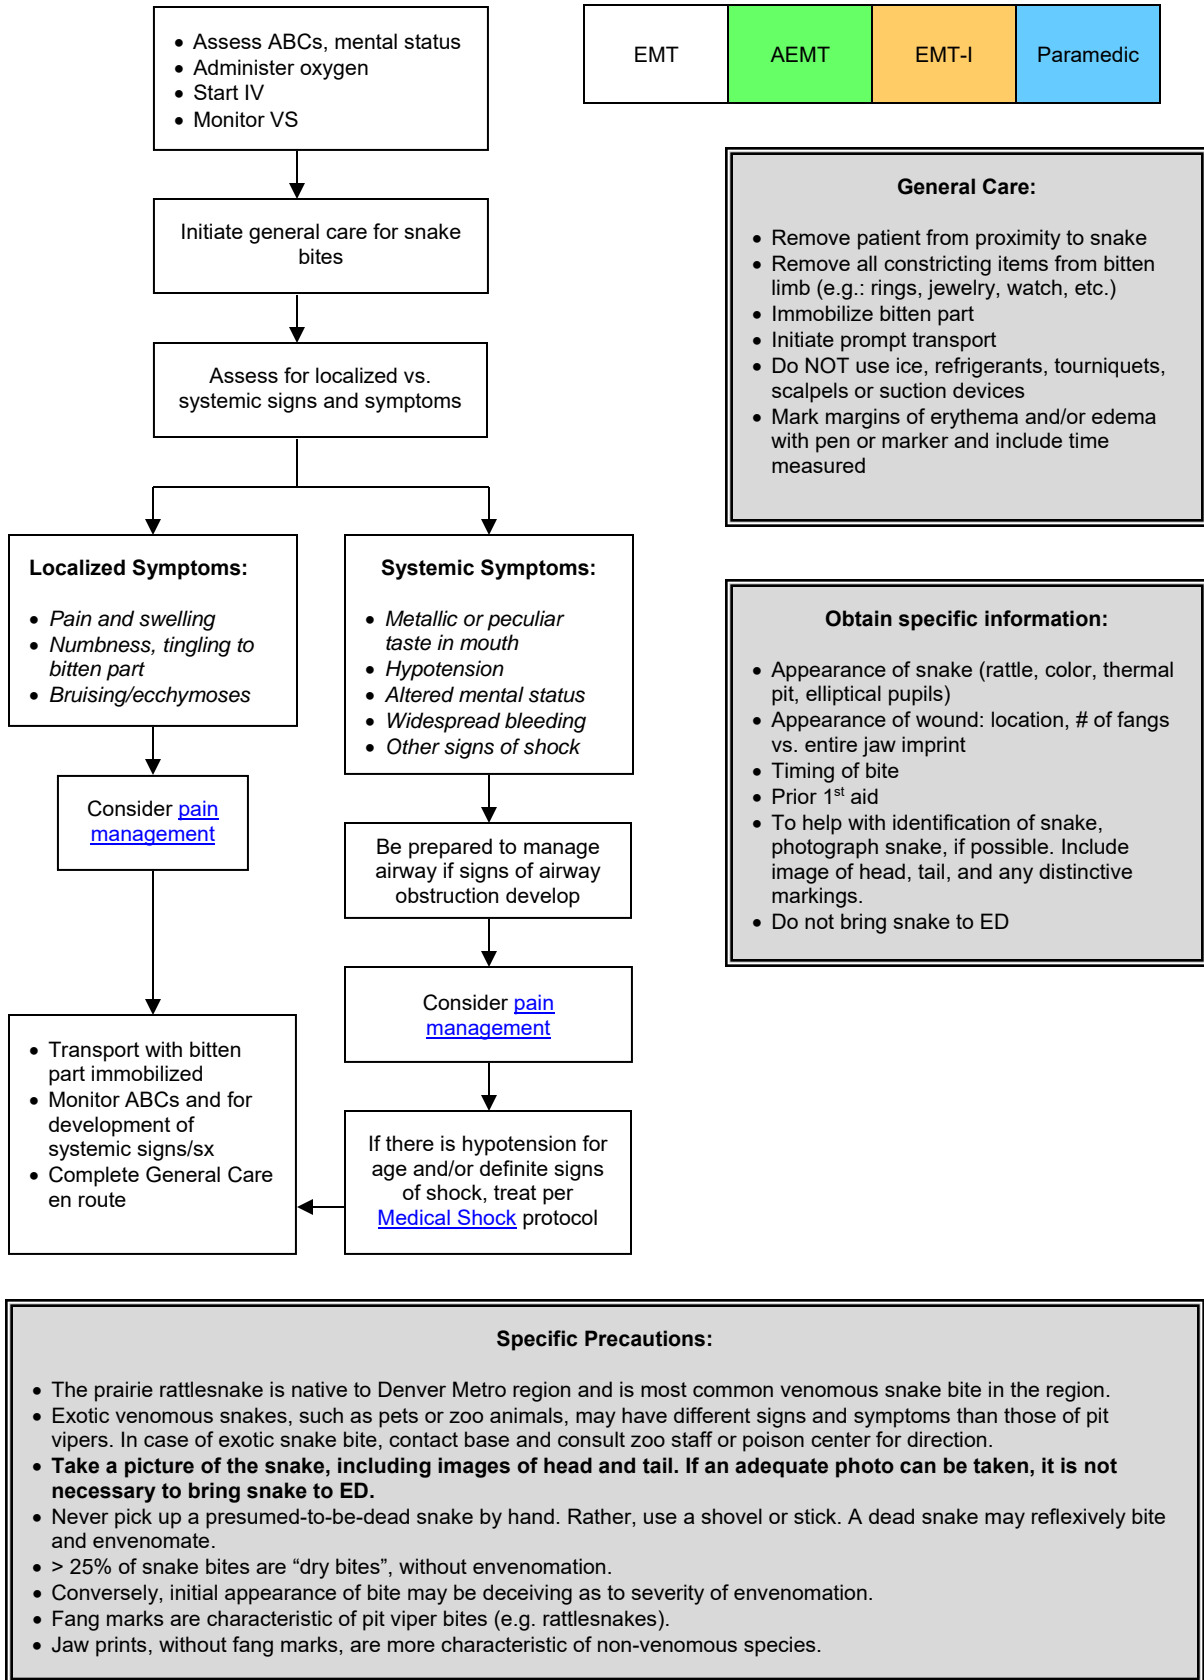 • Assess ABCs, mental status
• Administer oxygen
• Start IV
• Monitor VS
EMT
AEMT
EMT-I
Paramedic
Initiate general care for snake
bites
Assess for localized vs.
systemic signs and symptoms
General Care:
• Remove patient from proximity to snake
• Remove all constricting items from bitten
limb (e.g.: rings, jewelry, watch, etc.)
• Immobilize bitten part
• Initiate prompt transport
• Do NOT use ice, refrigerants, tourniquets,
scalpels or suction devices
• Mark margins of erythema and/or edema
with pen or marker and include time
measured
Localized Symptoms:
• Pain and swelling
• Numbness, tingling to
bitten part
• Bruising/ecchymoses
Consider pain
management
Systemic Symptoms:
• Metallic or peculiar
taste in mouth
• Hypotension
• Altered mental status
• Widespread bleeding
• Other signs of shock
Be prepared to manage
airway if signs of airway
obstruction develop
Consider pain
management
If there is hypotension for
age and/or definite signs
of shock, treat per
Medical Shock protocol
• Transport with bitten
part immobilized
• Monitor ABCs and for
development of
systemic signs/sx
• Complete General Care
en route
Obtain specific information:
• Appearance of snake (rattle, color, thermal
pit, elliptical pupils)
• Appearance of wound: location, # of fangs
vs. entire jaw imprint
• Timing of bite
• Prior 1st aid
• To help with identification of snake,
photograph snake, if possible. Include
image of head, tail, and any distinctive
markings.
• Do not bring snake to ED
Specific Precautions:
• The prairie rattlesnake is native to Denver Metro region and is most common venomous snake bite in the region.
• Exotic venomous snakes, such as pets or zoo animals, may have different signs and symptoms than those of pit
vipers. In case of exotic snake bite, contact base and consult zoo staff or poison center for direction.
• Take a picture of the snake, including images of head and tail. If an adequate photo can be taken, it is not
necessary to bring snake to ED.
• Never pick up a presumed-to-be-dead snake by hand. Rather, use a shovel or stick. A dead snake may reflexively bite
and envenomate.
• > 25% of snake bites are “dry bites”, without envenomation.
• Conversely, initial appearance of bite may be deceiving as to severity of envenomation.
• Fang marks are characteristic of pit viper bites (e.g. rattlesnakes).
• Jaw prints, without fang marks, are more characteristic of non-venomous species.